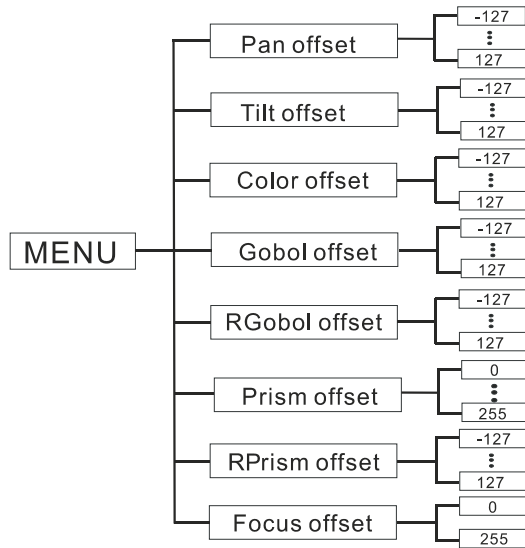 -127
Pan offset
127
-127
Tilt offset
127
-127
Color offset
127
MENU
-127
Gobol offset
127
-127
RGobol offset
127
0
Prism offset
255
-127
RPrism offset
127
0
Focus offset
255